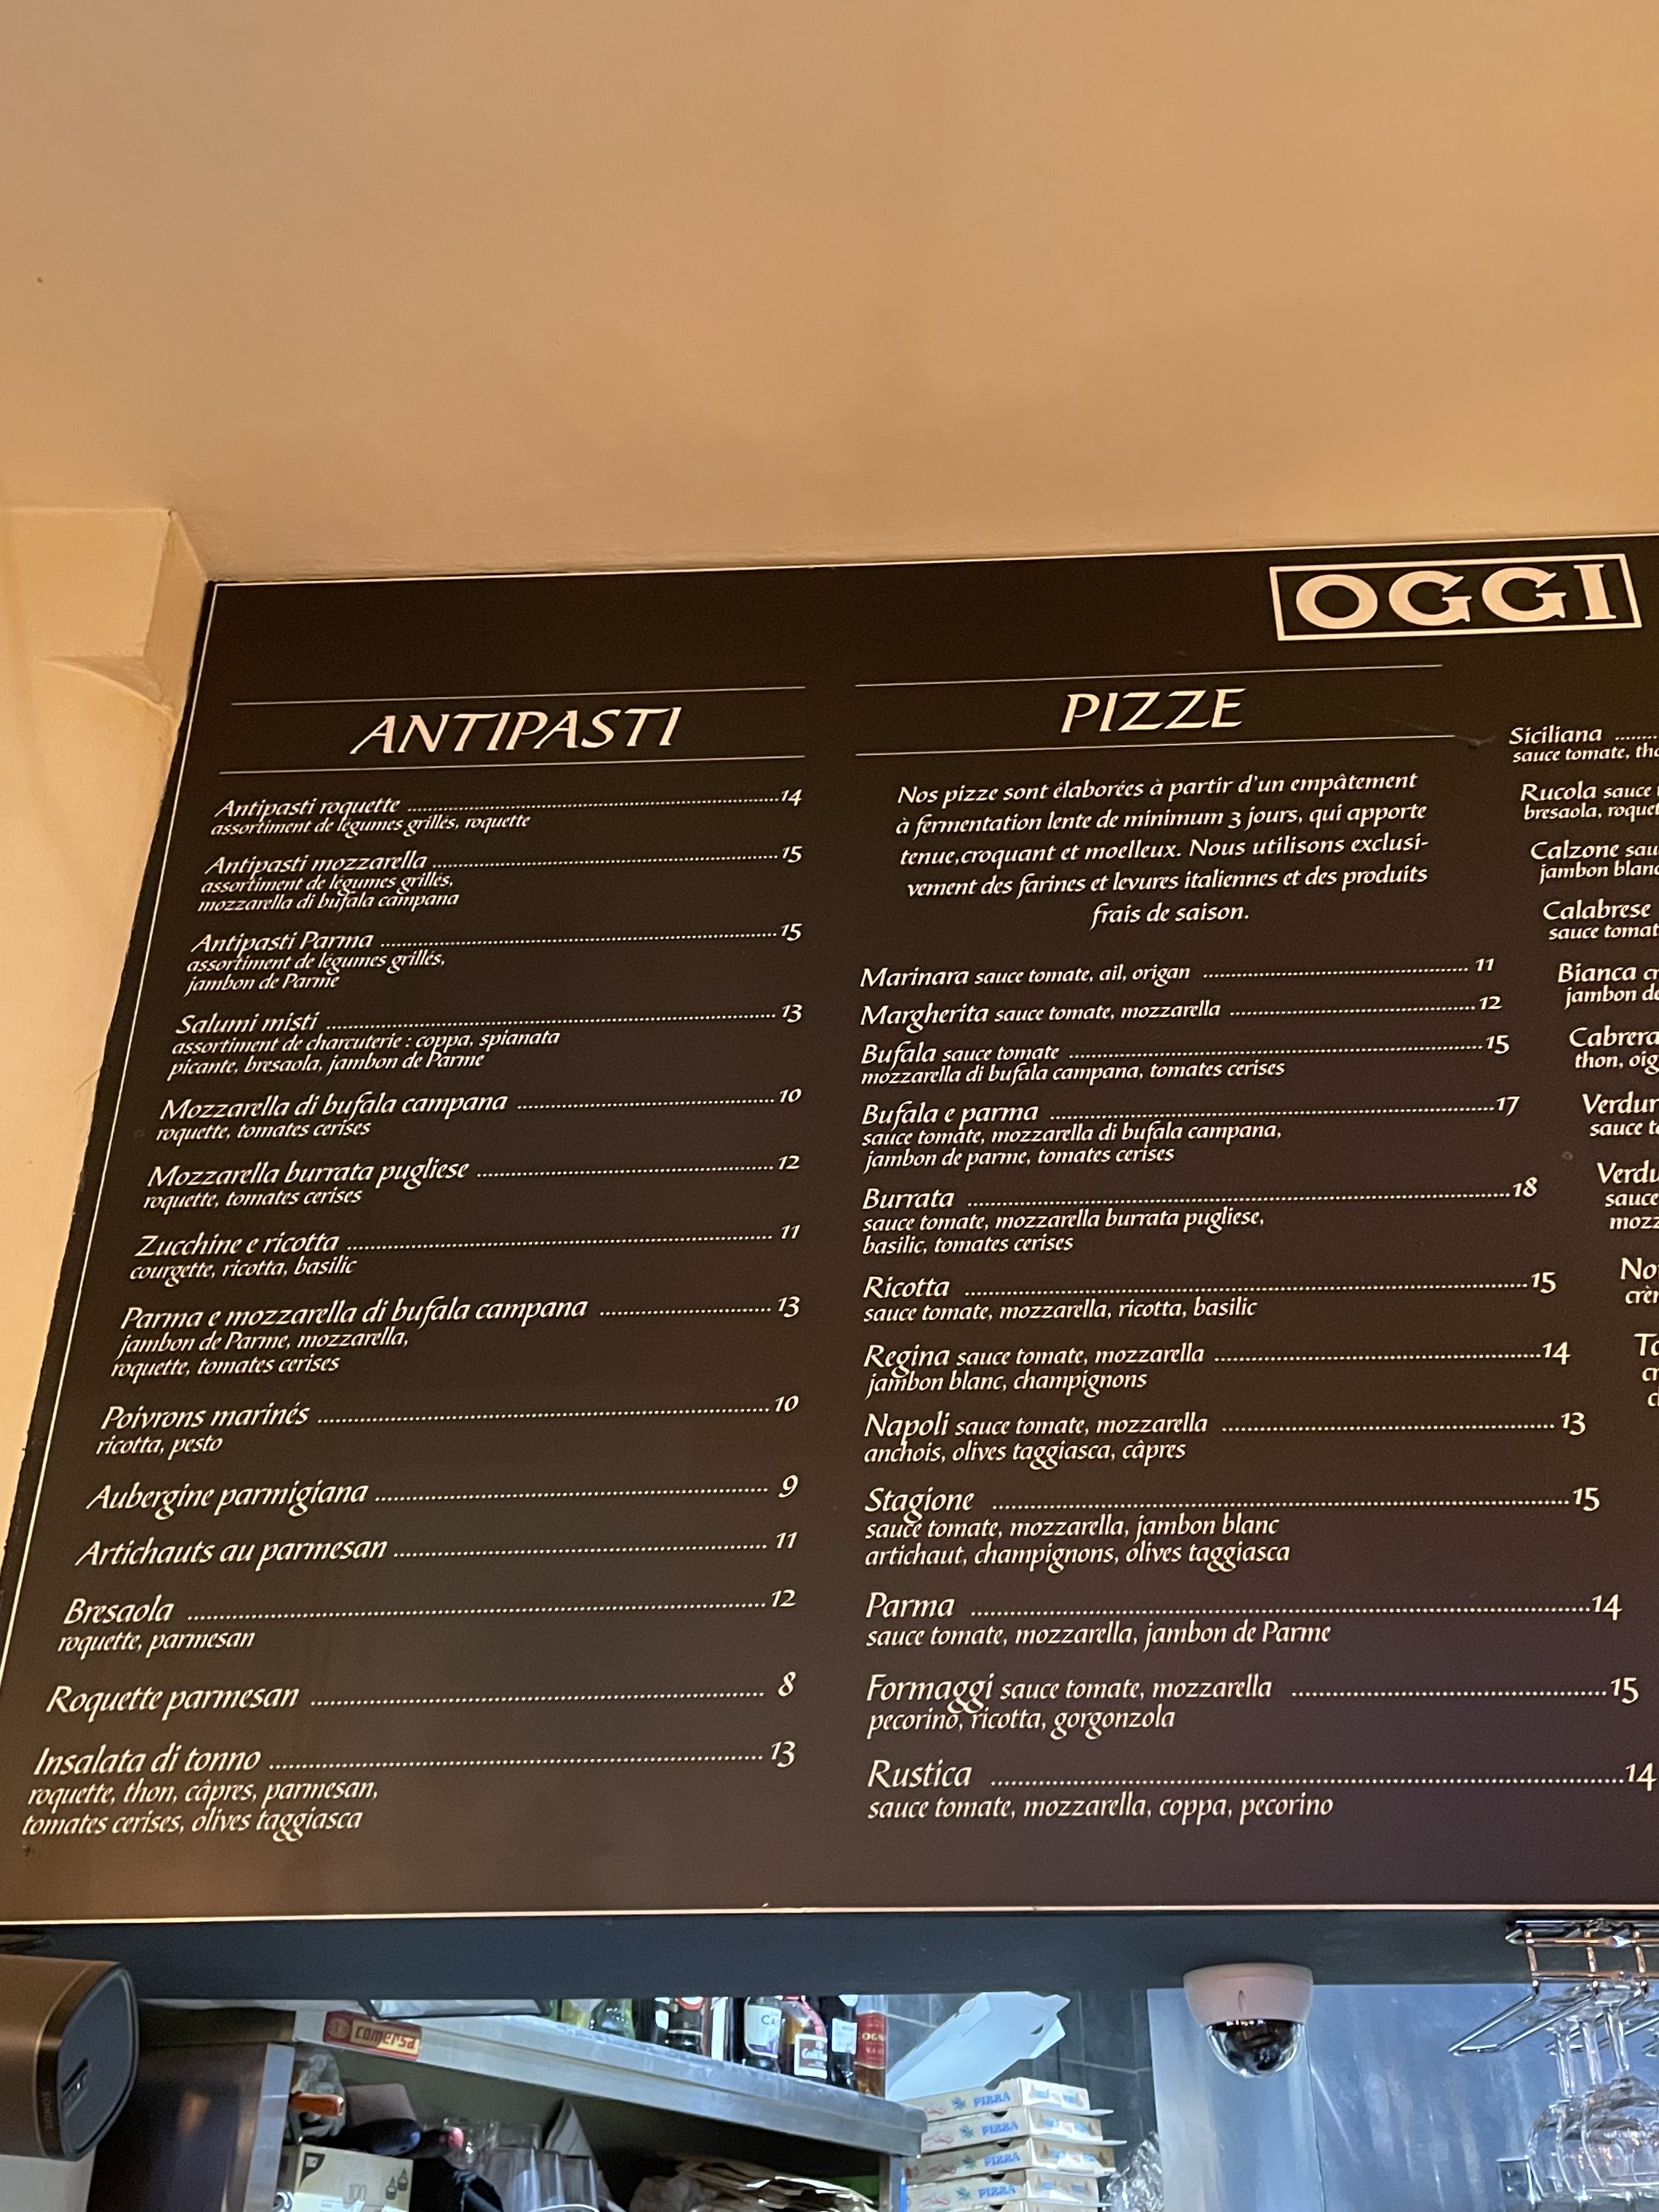 OGGI
ANTIPASTI
Antipasti roquette ........ 14
assortiment de légumes grillés, roquette
Antipasti mozzarella ........ 15
assortiment de légumes grillés,
mozzarella di bufala campana
Antipasti Parma ........ 15
assortiment de légumes grillés,
jambon de Parme
Salumi misti ........ 13
assortiment de charcuterie : coppa, spianata
picante, bresaola, jambon de Parme
Mozzarella di bufala campana ........ 10
roquette, tomates cerises
Mozzarella burrata pugliese ........ 12
roquette, tomates cerises
Zucchine e ricotta ........ 11
courgette, ricotta, basilic
Parma e mozzarella di bufala campana ........ 13
jambon de Parme, mozzarella,
roquette, tomates cerises
Poivrons marinés ........ 10
ricotta, pesto
Aubergine parmigiana ........ 9
Artichauts au parmesan ........ 11
Bresaola ........ 12
roquette, parmesan
Roquette parmesan ........ 8
Insalata di tonno ........ 13
roquette, thon, câpres, parmesan,
tomates cerises, olives taggiasca
PIZZE
Nos pizze sont élaborées à partir d'un empâtement
à fermentation lente de minimum 3 jours, qui apporte
tenue,croquant et moelleux. Nous utilisons exclusi-
vement des farines et levures italiennes et des produits
frais de saison.
Marinara sauce tomate, ail, origan ........ 11
Margherita sauce tomate, mozzarella ........ 12
Bufala sauce tomate ........ 15
mozzarella di bufala campana, tomates cerises
Bufala e parma ........ 17
sauce tomate, mozzarella di bufala campana,
jambon de parme, tomates cerises
Burrata ........ 18
sauce tomate, mozzarella burrata pugliese,
basilic, tomates cerises
Ricotta ........ 15
sauce tomate, mozzarella, ricotta, basilic
Regina sauce tomate, mozzarella ........ 14
jambon blanc, champignons
Napoli sauce tomate, mozzarella ........ 13
anchois, olives taggiasca, câpres
Stagione ........ 15
sauce tomate, mozzarella, jambon blanc
artichaut, champignons, olives taggiasca
Parma ........ 14
sauce tomate, mozzarella, jambon de Parme
Formaggi sauce tomate, mozzarella ........ 15
pecorino, ricotta, gorgonzola
Rustica ........ 14
sauce tomate, mozzarella, coppa, pecorino
Siciliana ........
sauce tomate,
Rucola sauce
bresaola,
Calzone
jambon
Calabrese
sauce
Bianca
jambon
Cabrera
thon,
sauce
sauce
comersa
PIZZA
PIZZA
PIZZA
PIZZA
SONOS